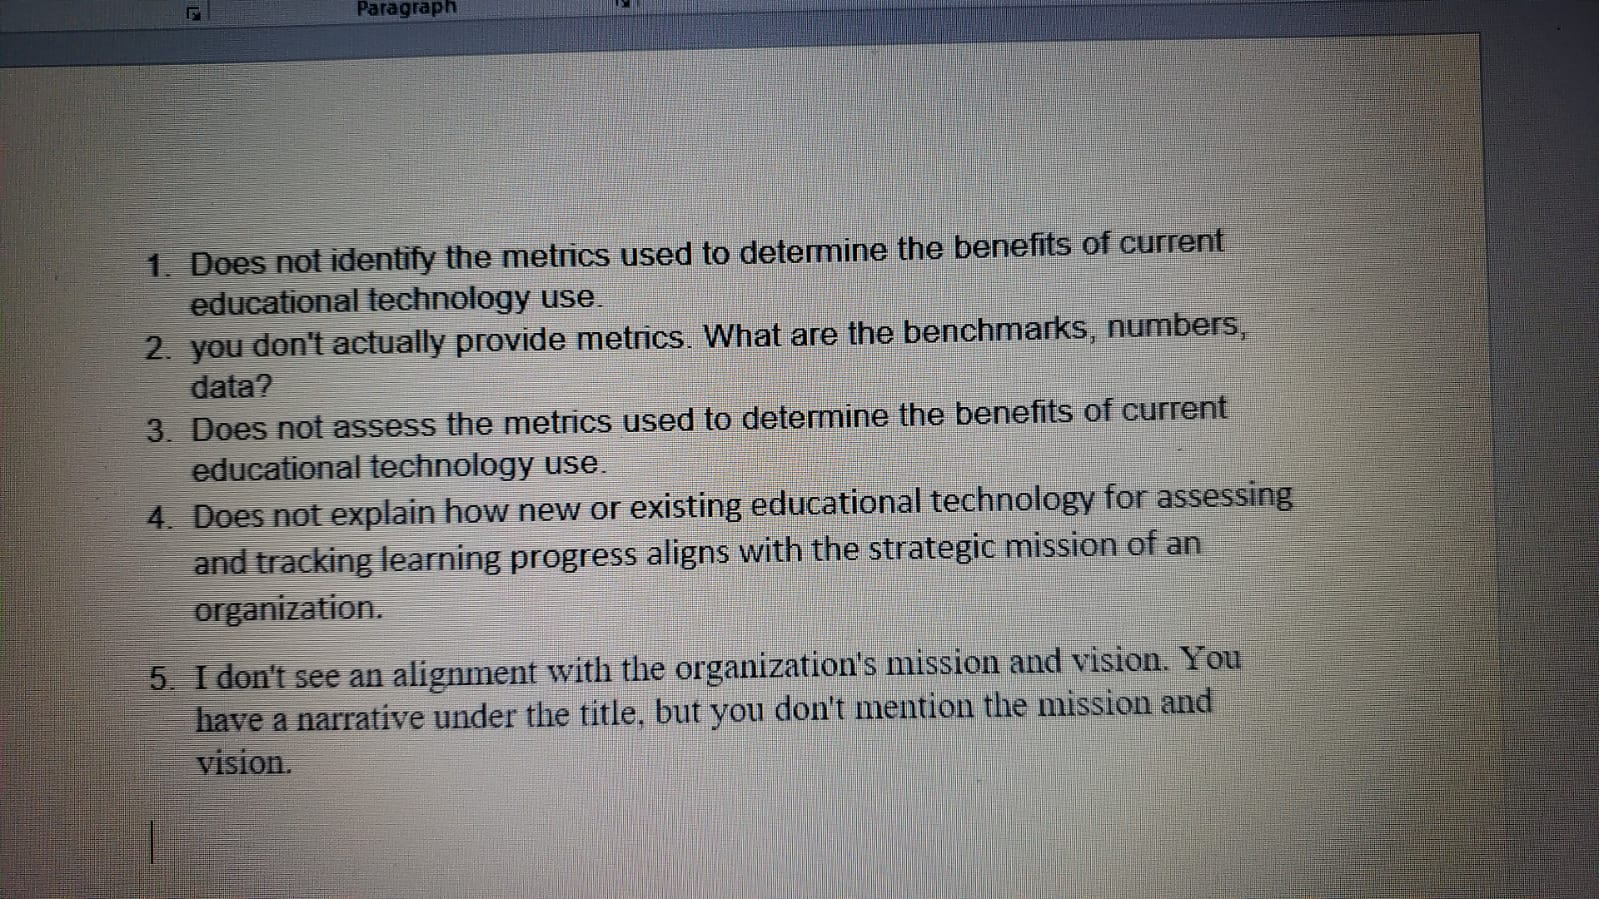 Paragraph
1. Does not identify the metrics used to determine the benefits of current
educational technology use.
2. you don't actually provide metrics. What are the benchmarks, numbers,
data?
3. Does not assess the metrics used to determine the benefits of current
educational technology use.
4. Does not explain how new or existing educational technology for assessing
and tracking learning progress aligns with the strategic mission of an
organization.
5. I don't see an alignment with the organization's mission and vision. You
have a narrative under the title, but you don't mention the mission and
vision.